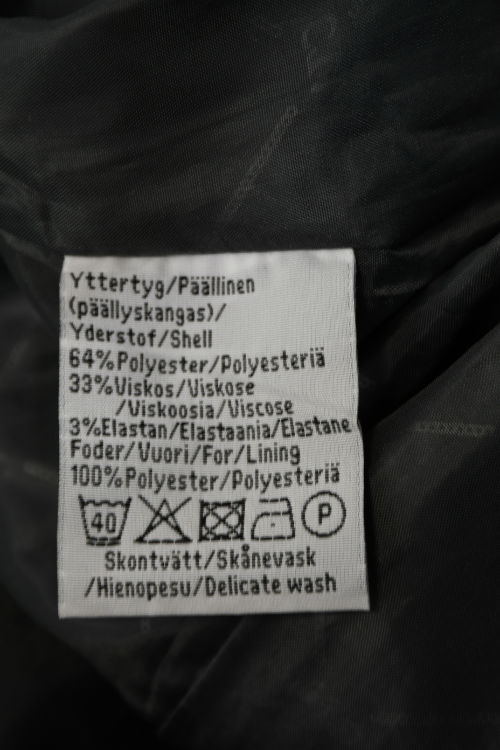 Yttertyg/Päällinen
(päällyskangas)/
Yderstof/Shell
64%Polyester/Polyesteriä
33%Viskos/Viskose
/Viskoosia/Viscose
3%Elastan/Elastaania/Elastane
Foder/Vuori/For/Lining
100%Polyester/Polyesteriä
40 P
Skontvätt/Skånevask
/Hienopesu/Delicate wash